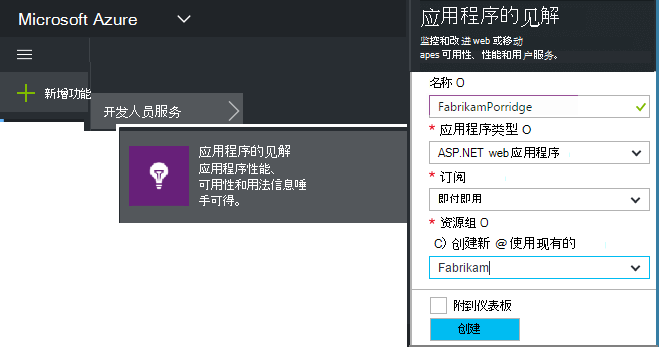 Microsoft Azure
新增功能
开发人员服务
应用程序的见解
应用程序性能、
可用性和用法信息唾
手可得。
应用程序的见解
监控和改进 web 或移动
apes 可用性、性能和用户服务。
名称 O
FabrikamPorridge
* 应用程序类型 O
ASP.NET web 应用程序
* 订阅
即付即用
* 资源组 O
C) 创建新 @ 使用现有的
Fabrikam
附到仪表板
创建